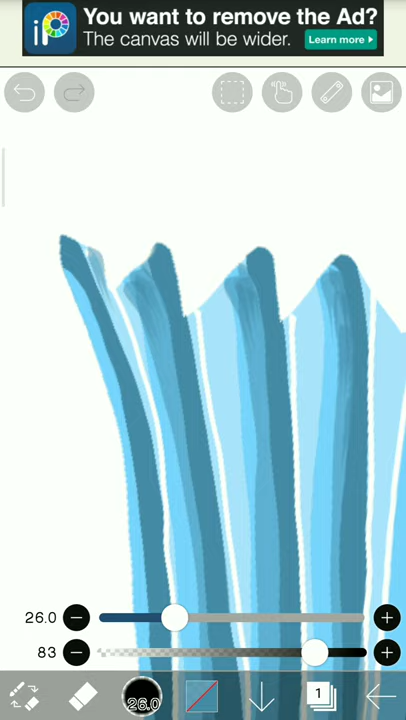 iP
You want to remove the Ad?
The canvas will be wider.
Learn more
26.0
83
26.0
1